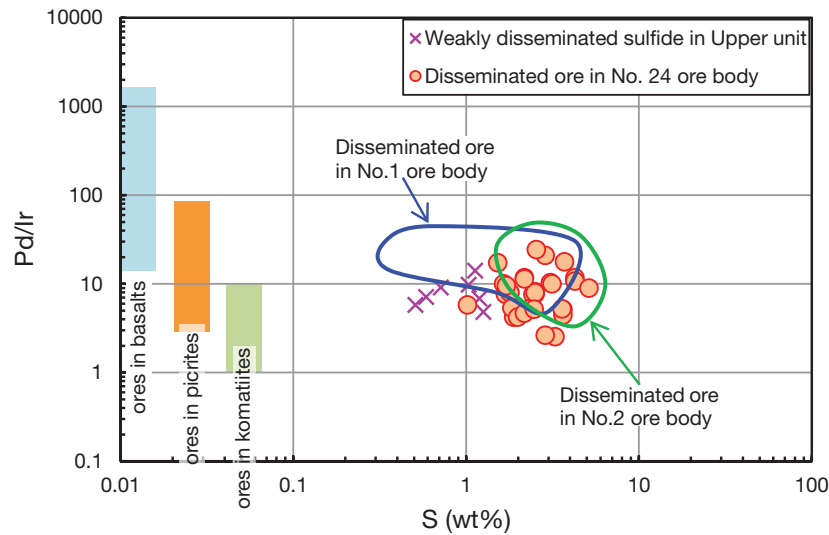 10000
1000
100
10
1
0.1
Pd/Ir
Weakly disseminated sulfide in Upper unit
Disseminated ore in No. 24 ore body
Disseminated ore
in No.1 ore body
ores in basalts
ores in picrites
ores in komatiites
Disseminated ore
in No.2 ore body
0.01
0.1
1
10
100
S (wt%)